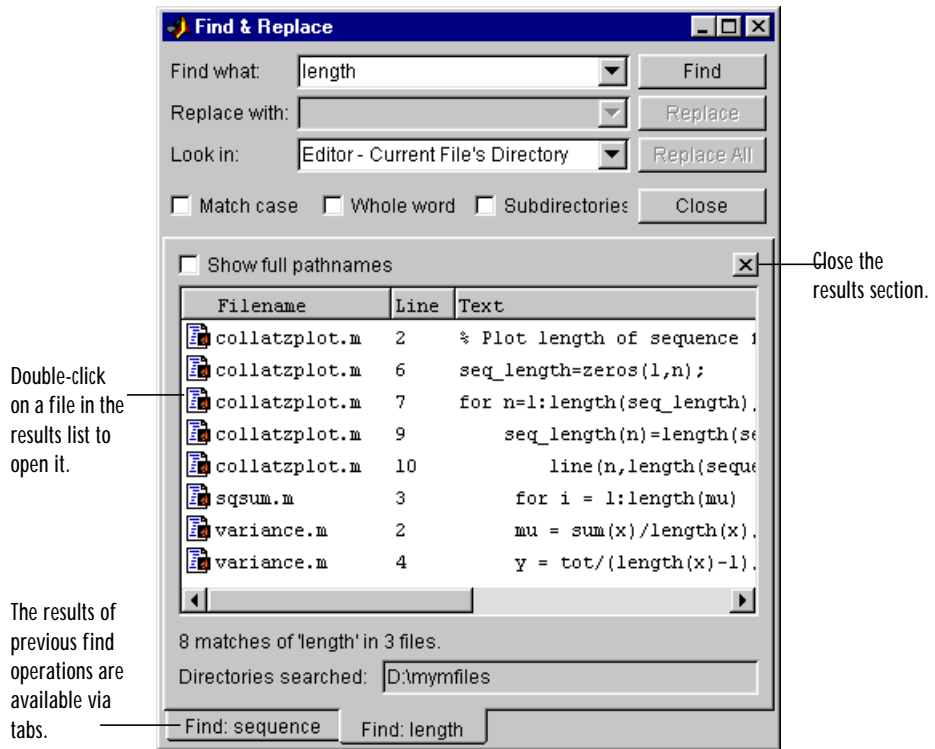 Find & Replace
Find what: length Find
Replace with: Replace
Look in: Editor - Current File's Directory Replace All
Match case Whole word Subdirectories Close
Show full pathnames
Close the
results section.
Filename Line Text
collatzplot.m 2 % Plot length of sequence
collatzplot.m 6 seq_length=zeros(1,n);
collatzplot.m 7 for n=1:length(seq_length)
collatzplot.m 9 seq_length(n)=length(se
collatzplot.m 10 line(n,length(seque
sqsum.m 3 for i = 1:length(mu)
variance.m 2 mu = sum(x)/length(x)
variance.m 4 y = tot/(length(x)-1)
Double-click
on a file in the
results list to
open it.
8 matches of 'length' in 3 files.
Directories searched: D:\mymfiles
The results of
previous find
operations are
available via
tabs.
Find: sequence Find: length